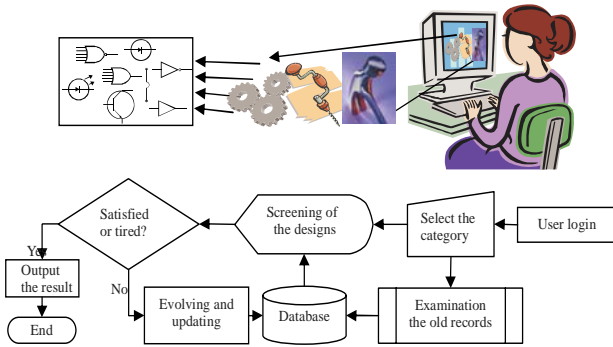 Satisfied
or tired?
Screening of
the designs
Select the
category
User login
Yes
Output
the result
No
End
Evolving and
updating
Database
Examination
the old records